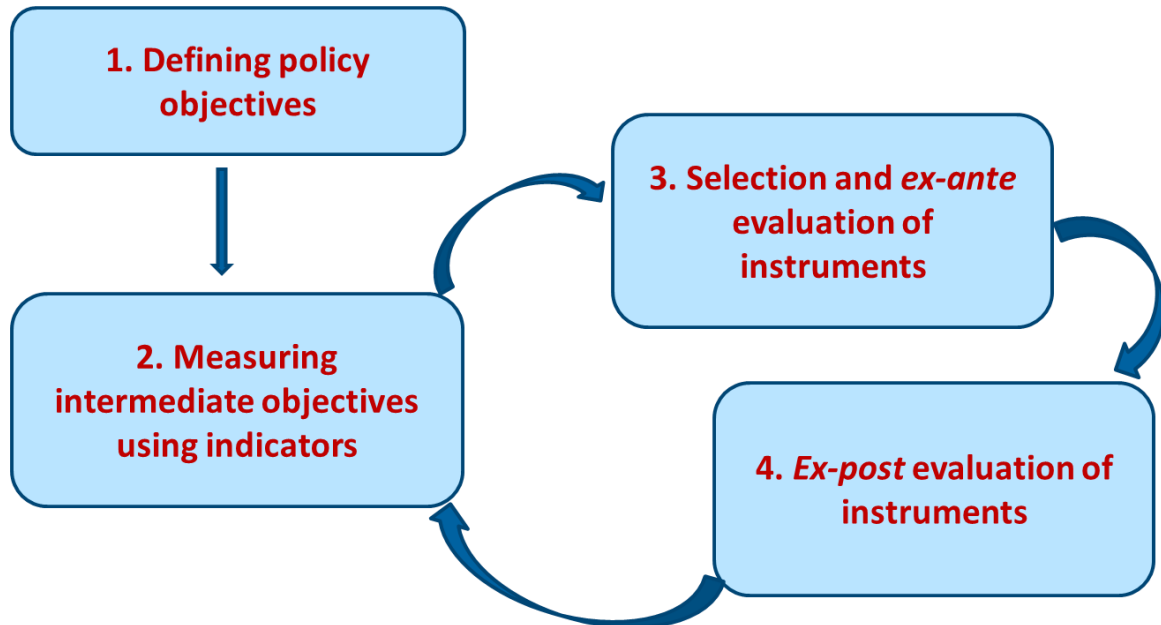 1. Defining policy
objectives
2. Measuring
intermediate objectives
using indicators
3. Selection and ex-ante
evaluation of
instruments
4. Ex-post evaluation of
instruments